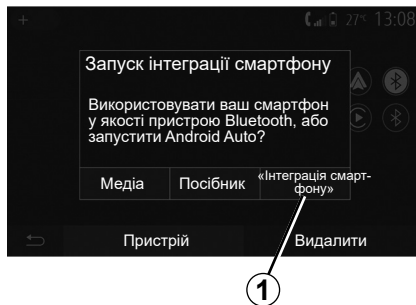 + 27°C 13:08
Запуск інтеграції смартфону
Використовувати ваш смартфон
у якості пристрою Bluetooth, або
запустити Android Auto?
Медіа Посібник «Інтеграція смарт-
фону»
Пристрій Видалити
1